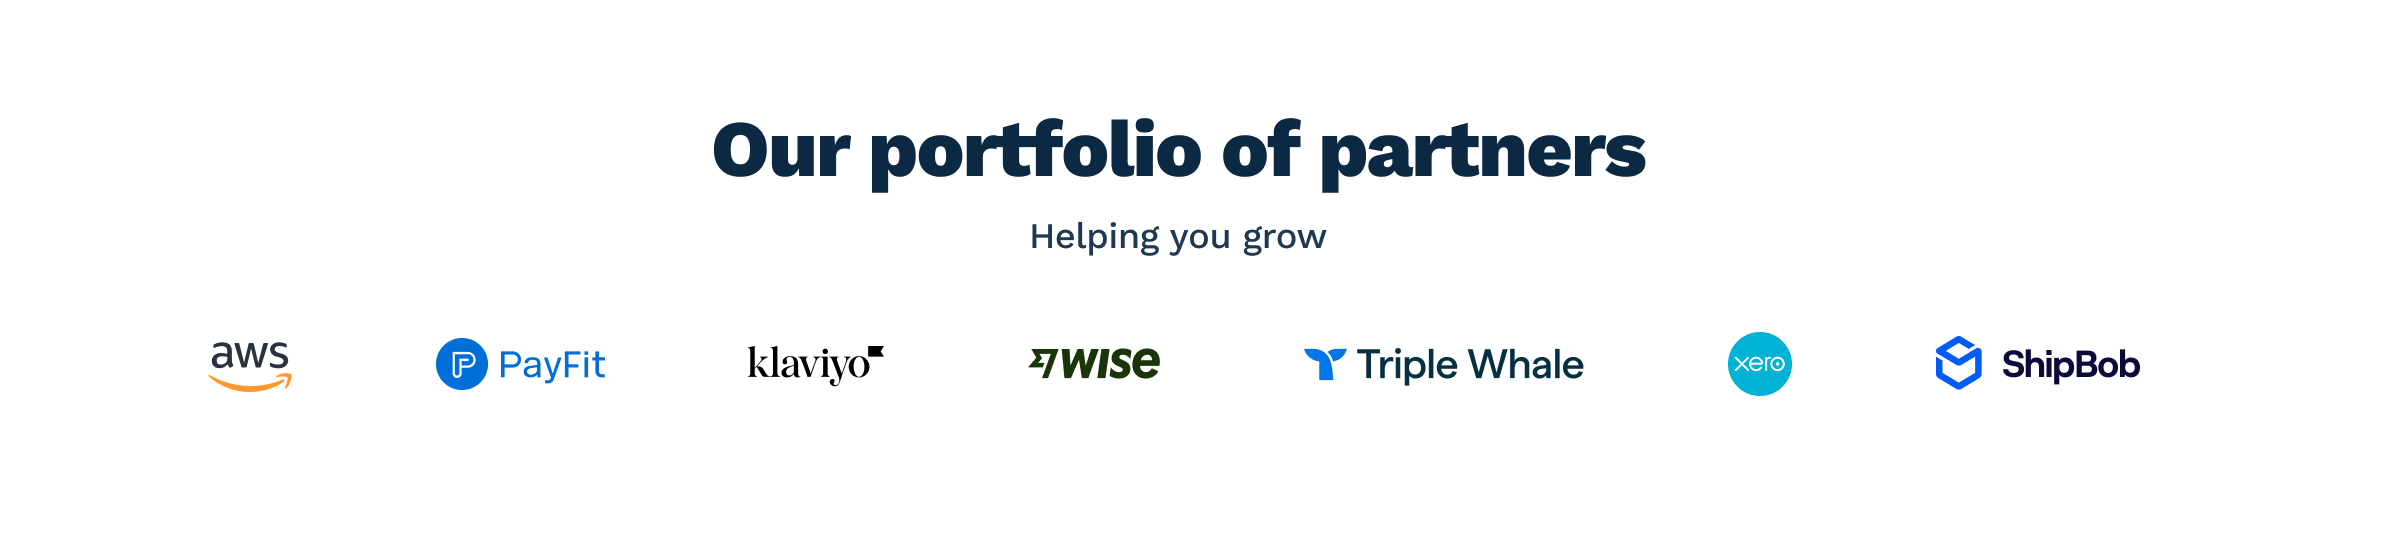 Our portfolio of partners
Helping you grow
aws PayFit klaviyo wise Triple Whale xero ShipBob